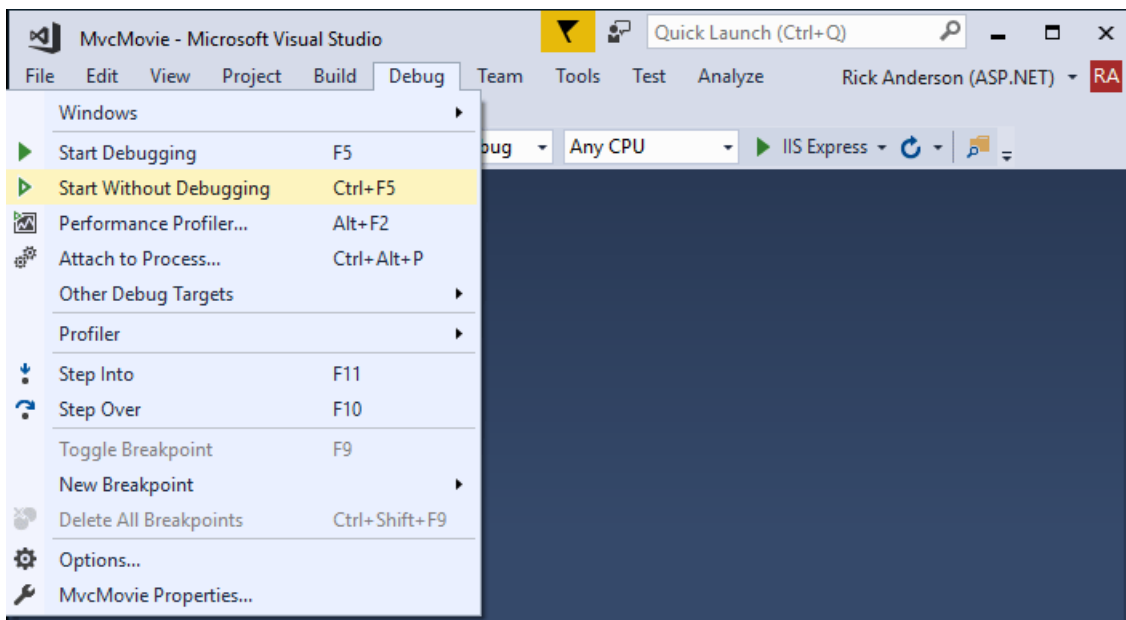 MvcMovie - Microsoft Visual Studio
Quick Launch (Ctrl+Q)
File Edit View Project Build Debug Team Tools Test Analyze Rick Anderson (ASP.NET) RA
Windows
Any CPU IIS Express
Start Debugging F5
Start Without Debugging Ctrl+F5
Performance Profiler... Alt+F2
Attach to Process... Ctrl+Alt+P
Other Debug Targets
Profiler
Step Into F11
Step Over F10
Toggle Breakpoint F9
New Breakpoint
Delete All Breakpoints Ctrl+Shift+F9
Options...
MvcMovie Properties...